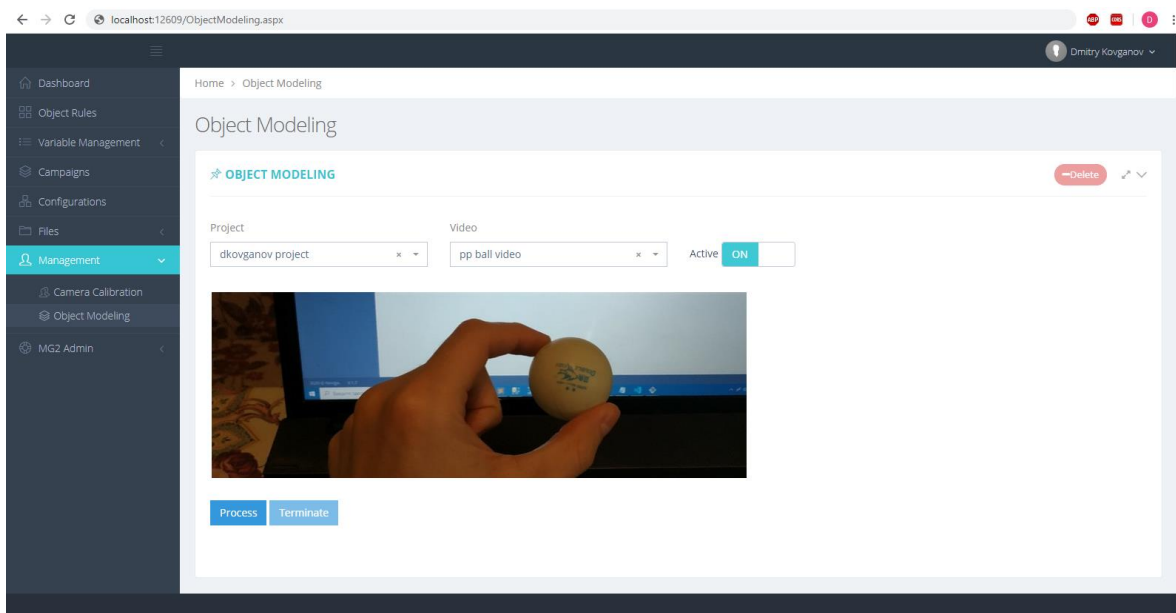 localhost:12609/ObjectModeling.aspx
ABP
CORS
D
Dmitry Kovganov
Dashboard
Object Rules
Variable Management
Campaigns
Configurations
Files
Management
Camera Calibration
Object Modeling
MG2 Admin
Home > Object Modeling
Object Modeling
OBJECT MODELING
Delete
Project
Video
dkovganov project
pp ball video
Active
ON
Process
Terminate